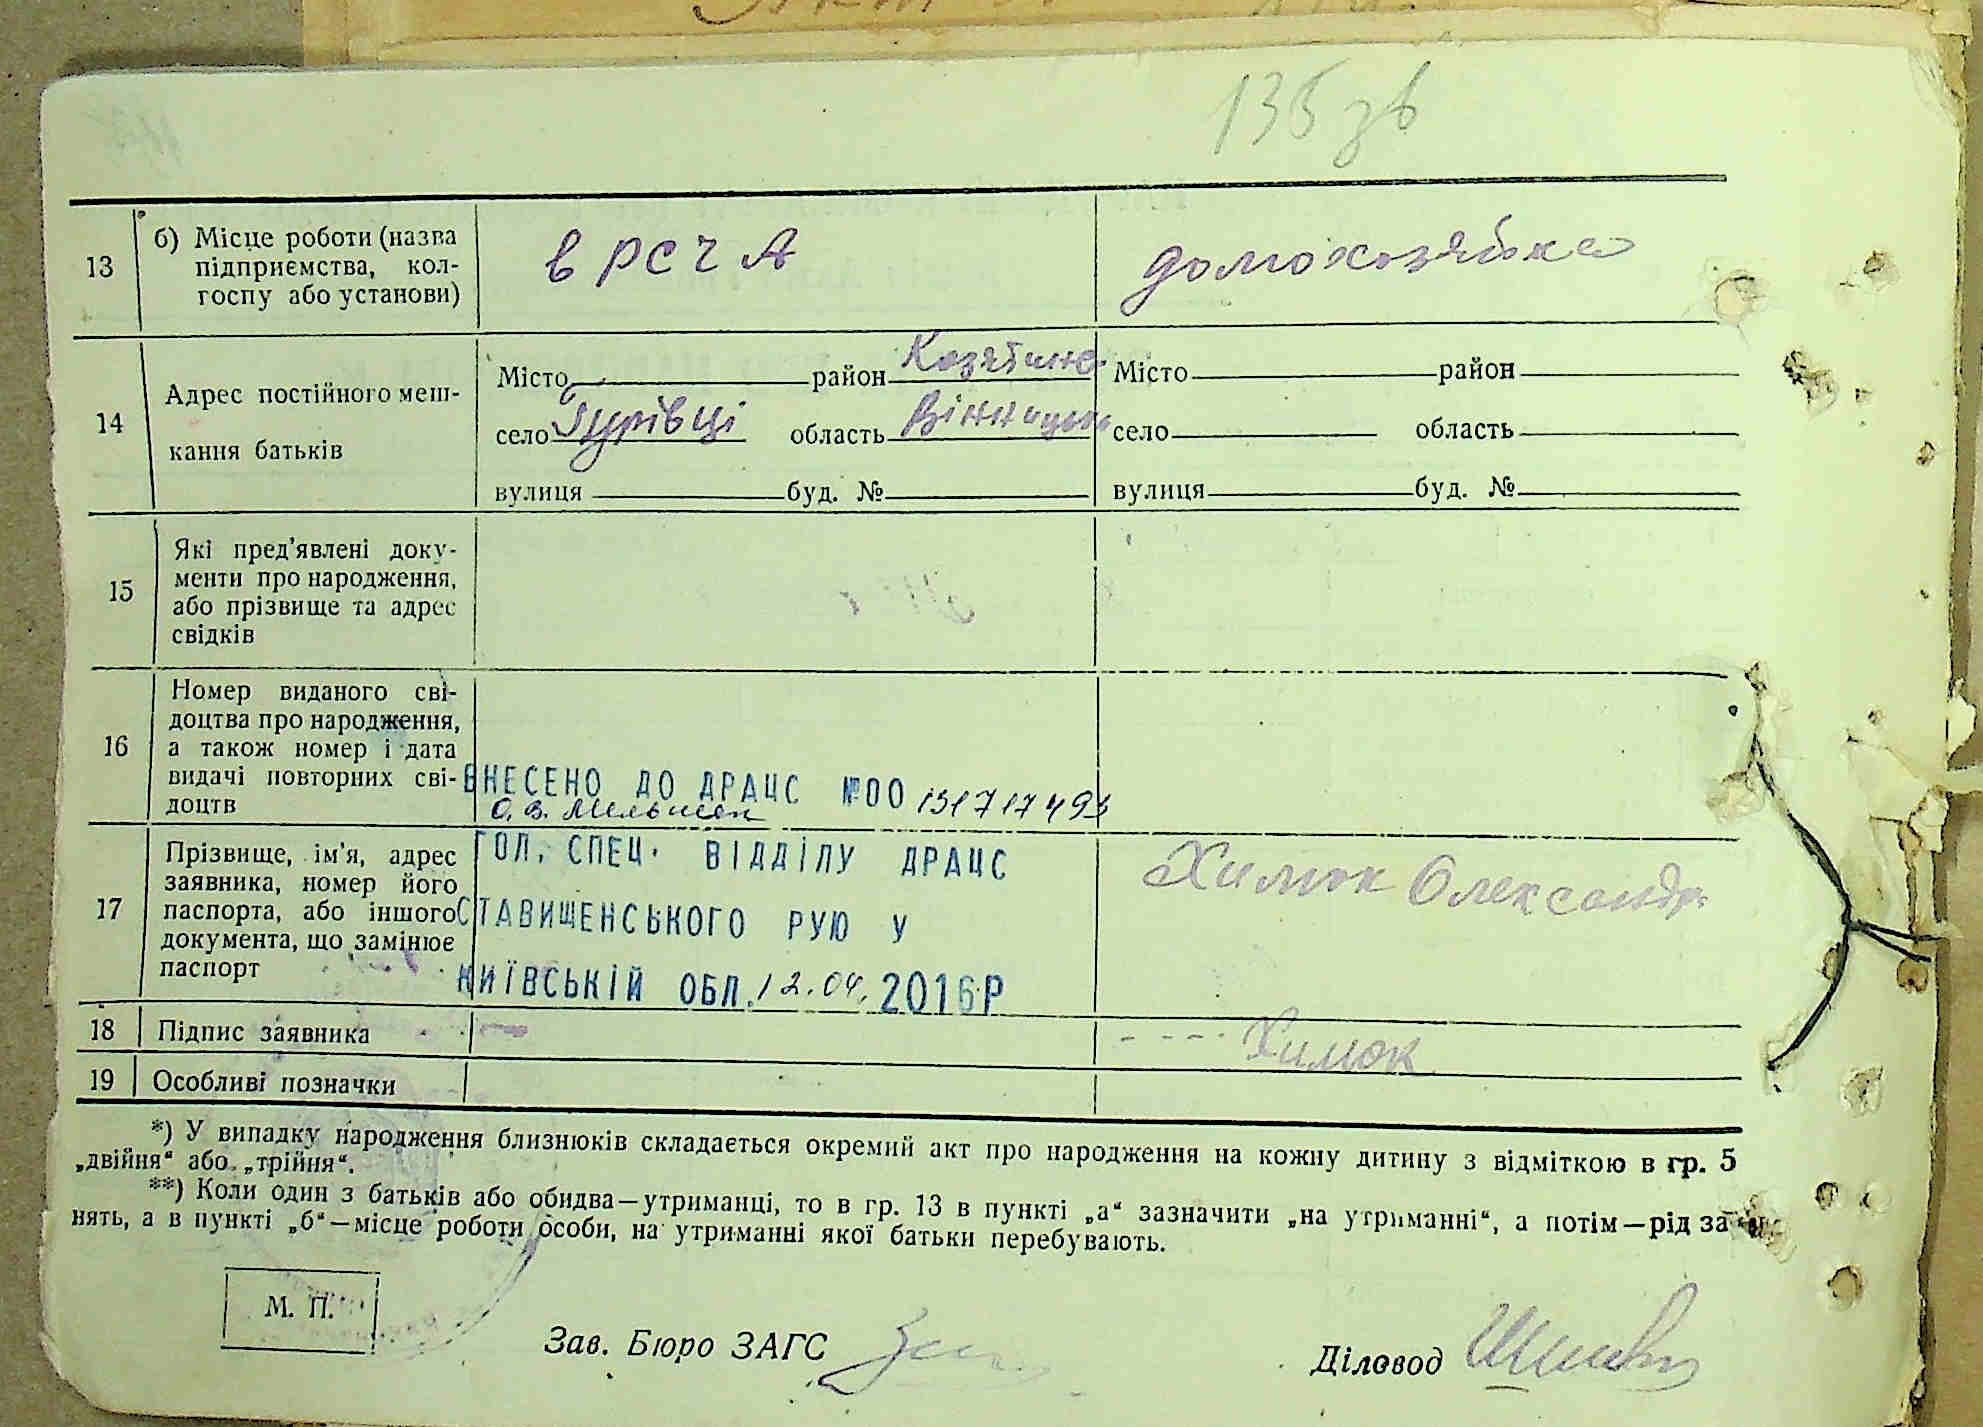 135 зв
13 б) Місце роботи (назва підприємства, колгоспу або установи) в РСЧА домохозяйка
14 Адрес постійного мешкання батьків
Місто район Козятинс. Місто район
село Гурівці область Вінницьк село область
вулиця буд. № вулиця буд. №
15 Які пред'явлені документи про народження, або прізвище та адрес свідків
16 Номер виданого свідоцтва про народження, а також номер і дата видачі повторних свідоцтв
ВНЕСЕНО ДО ДРАЦС №00131717493
О.В.
17 Прізвище, ім'я, адрес заявника, номер його паспорта, або іншого документа, що замінює паспорт
ГОЛ. СПЕЦ. ВІДДІЛУ ДРАЦС
СТАВИЩЕНСЬКОГО РУЮ У
КИЇВСЬКІЙ ОБЛ. 12.04.2016Р
Химок Олександр
18 Підпис заявника Химок
19 Особливі позначки
*) У випадку народження близнюків складається окремий акт про народження на кожну дитину з відміткою в гр. 5
„двійня“ або „трійня“.
**) Коли один з батьків або обидва—утриманці, то в гр. 13 в пункті „а“ зазначити „на утриманні“, а потім—рід за
нять, а в пункті „б“—місце роботи особи, на утриманні якої батьки перебувають.
М. П.
Зав. Бюро ЗАГС
Діловод